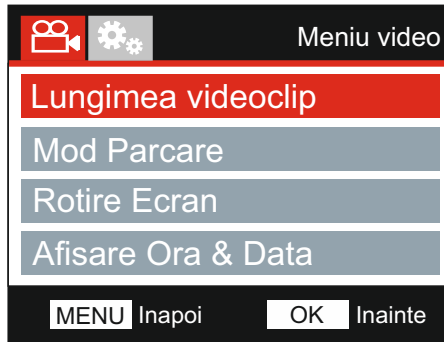 Meniu video
Lungimea videoclip
Mod Parcare
Rotire Ecran
Afisare Ora & Data
MENU Inapoi OK Inainte